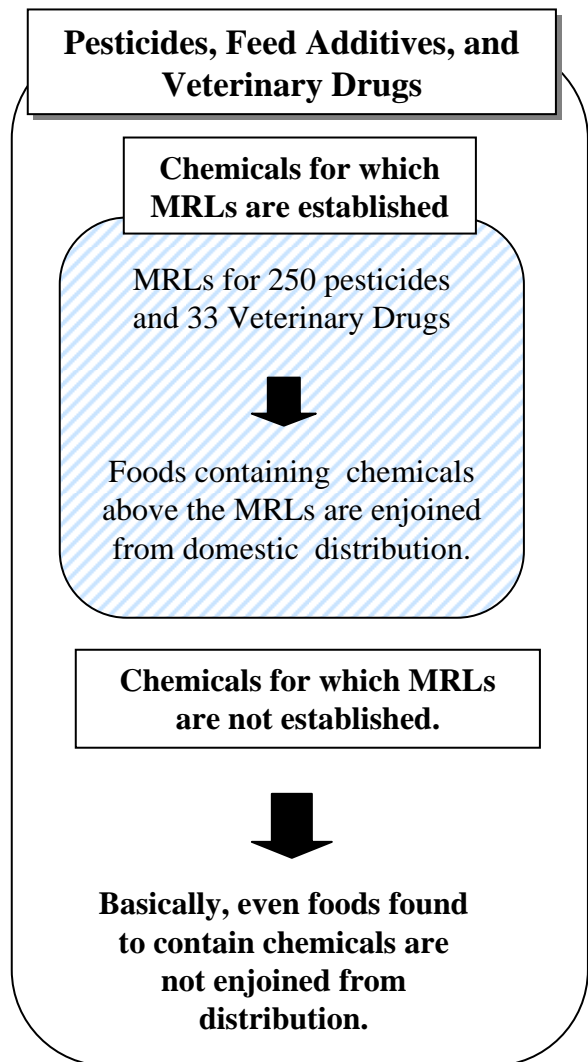 Pesticides, Feed Additives, and
Veterinary Drugs
Chemicals for which
MRLs are established
MRLs for 250 pesticides
and 33 Veterinary Drugs
Foods containing chemicals
above the MRLs are enjoined
from domestic distribution.
Chemicals for which MRLs
are not established.
Basically, even foods found
to contain chemicals are
not enjoined from
distribution.